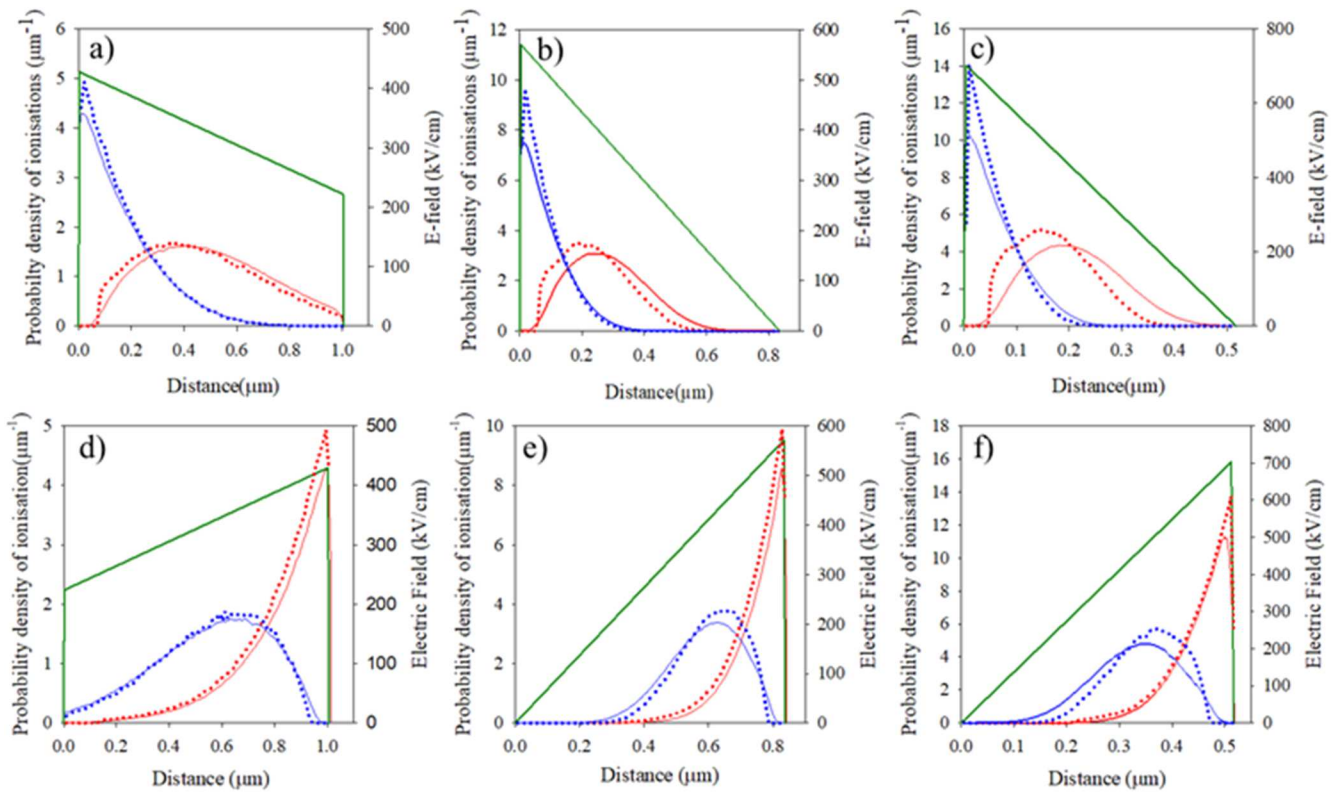 a)
Probability density of ionisations (μm⁻¹)
6
5
4
3
2
1
0
500
400
300
200
100
0
E-field (kV/cm)
0.0 0.2 0.4 0.6 0.8 1.0
Distance(μm)
b)
Probabilty density of ionisations (μm⁻¹)
12
10
8
6
4
2
0
600
500
400
300
200
100
0
E-field (kV/cm)
0.0 0.2 0.4 0.6 0.8
Distance(μm)
c)
Probability density of ionisations (μm⁻¹)
16
14
12
10
8
6
4
2
0
800
600
400
200
0
E-field (kV/cm)
0.0 0.1 0.2 0.3 0.4 0.5
Distance(μm)
d)
Probability density of ionisation(μm⁻¹)
5
4
3
2
1
0
500
400
300
200
100
0
Electric Field (kV/cm)
0.0 0.2 0.4 0.6 0.8 1.0
Distance (μm)
e)
Probability density of ionisation(μm⁻¹)
10
8
6
4
2
0
600
500
400
300
200
100
0
Electric Field (kV/cm)
0.0 0.2 0.4 0.6 0.8
Distance (μm)
f)
Probability density of ionisation(μm⁻¹)
18
16
14
12
10
8
6
4
2
0
800
700
600
500
400
300
200
100
0
Electric Field (kV/cm)
0.0 0.1 0.2 0.3 0.4 0.5
Distance (μm)